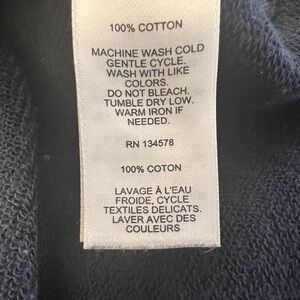 100% COTTON
MACHINE WASH COLD
GENTLE CYCLE.
WASH WITH LIKE
COLORS.
DO NOT BLEACH.
TUMBLE DRY LOW.
WARM IRON IF
NEEDED.
RN 134578
100% COTON
LAVAGE À L'EAU
FROIDE, CYCLE
TEXTILES DELICATS.
LAVER AVEC DES
COULEURS